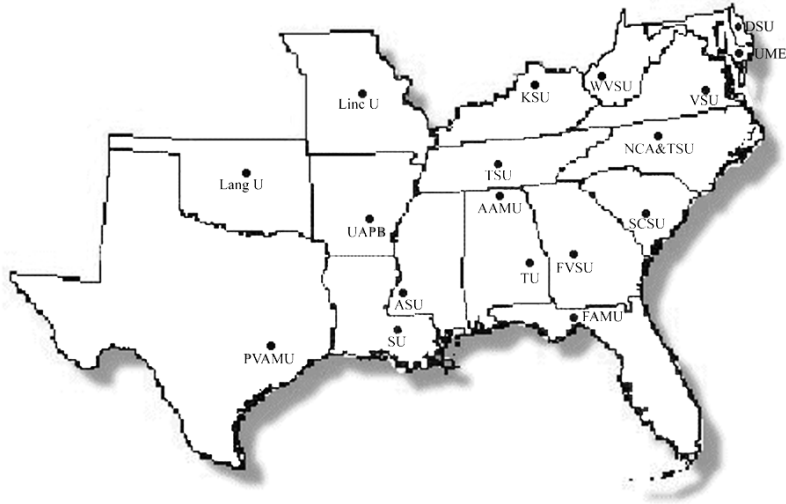 DSU
UME
WVSU
KSU
VSU
Linc U
NCA&TSU
TSU
Lang U
AAMU
SCSU
UAPB
FVSU
TU
ASU
FAMU
SU
PVAMU